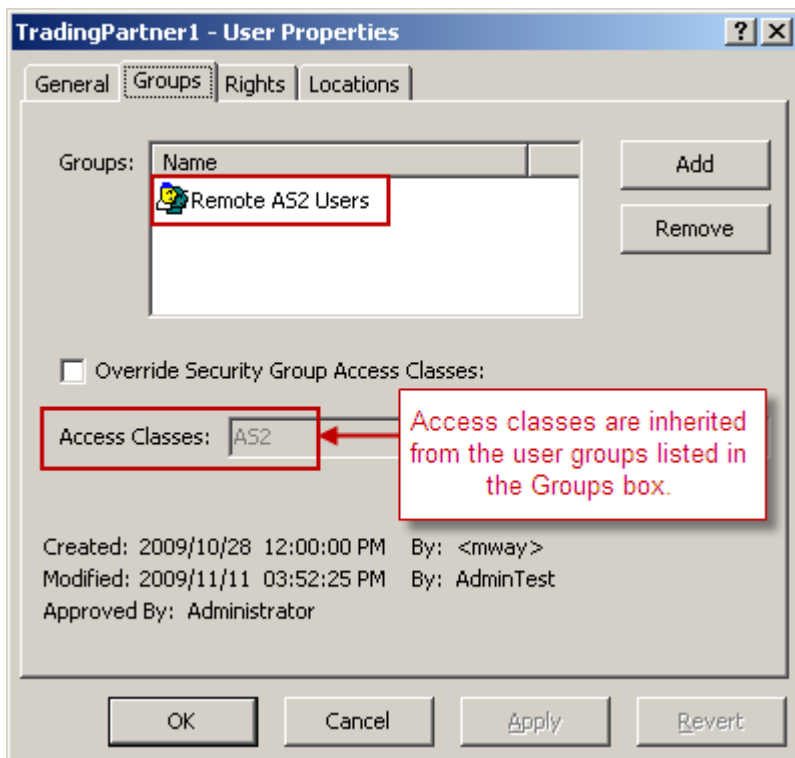 TradingPartner1 - User Properties
General Groups Rights Locations
Groups:
Name
Remote AS2 Users
Add
Remove
Override Security Group Access Classes:
Access Classes: AS2
Access classes are inherited
from the user groups listed in
the Groups box.
Created: 2009/10/28 12:00:00 PM By: <mway>
Modified: 2009/11/11 03:52:25 PM By: AdminTest
Approved By: Administrator
OK Cancel Apply Revert